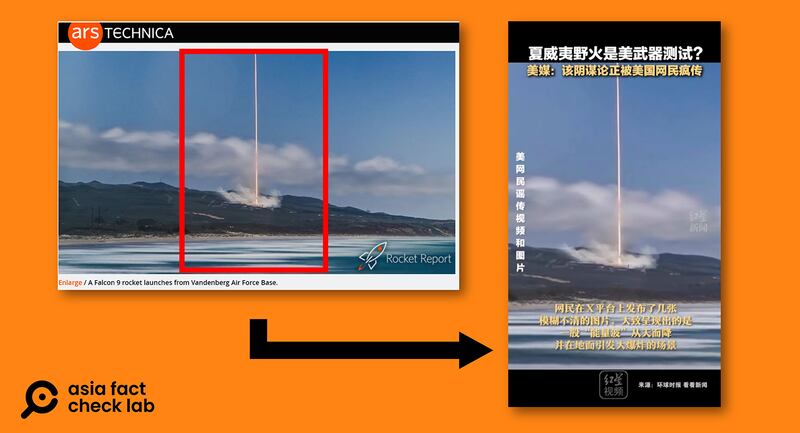 ars TECHNICA
Rocket Report
Enlarge / A Falcon 9 rocket launches from Vandenberg Air Force Base.
夏威夷野火是美武器测试？
美媒：该阴谋论正被美国网民疯传
美网民谣传视频和图片
红星
新闻
网民在X平台上发布了几张
模糊不清的图片，大致呈现出的是
一股“能量波”从天而降
并在地面引发大爆炸的场景
红星
视频
来源：环球时报 看看新闻
asia fact
check lab